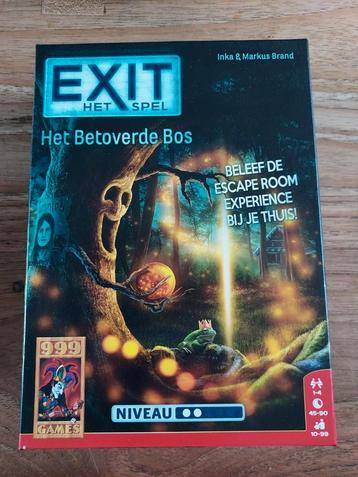 Inka & Markus Brand
EXIT
HET SPEL
Het Betoverde Bos
BELEEF DE
ESCAPE ROOM
EXPERIENCE
BIJ JE THUIS!
999
GAMES
NIVEAU
1-4
45-90
10-99